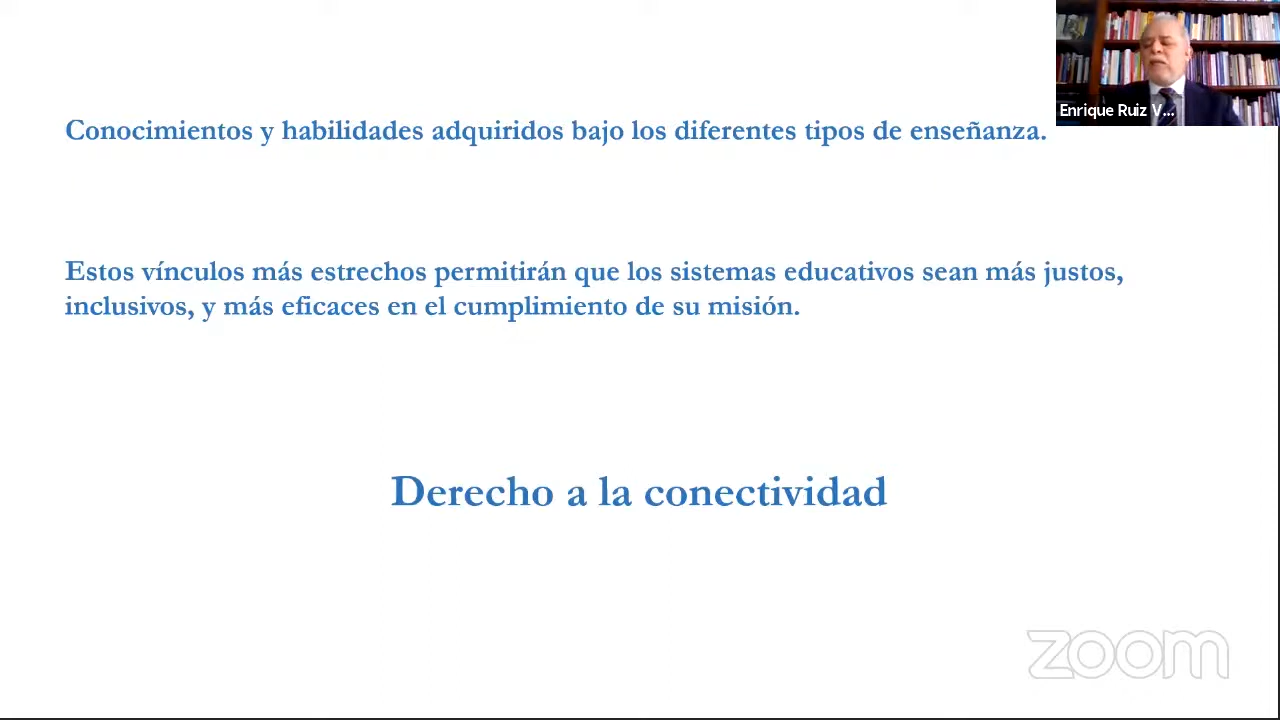 Conocimientos y habilidades adquiridos bajo los diferentes tipos de enseñanza.
Enrique Ruiz V...
Estos vínculos más estrechos permitirán que los sistemas educativos sean más justos,
inclusivos, y más eficaces en el cumplimiento de su misión.
Derecho a la conectividad
zoom